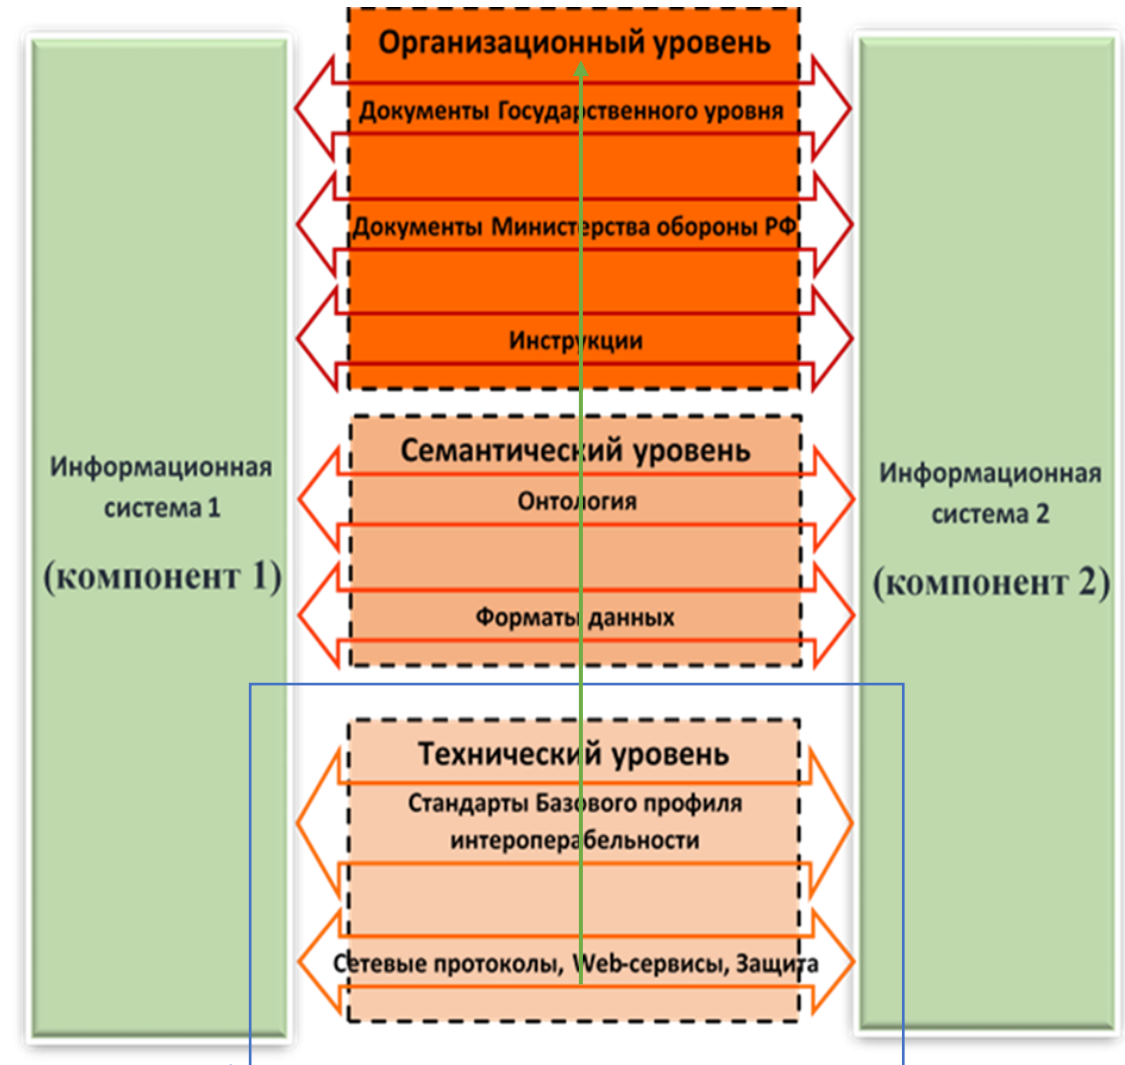 Организационный уровень
Документы Государственного уровня
Документы Министерства обороны РФ
Инструкции
Семантический уровень
Онтология
Форматы данных
Информационная
система 1
(компонент 1)
Информационная
система 2
(компонент 2)
Технический уровень
Стандарты Базового профиля
интероперабельности
Сетевые протоколы, Web-сервисы, Защита